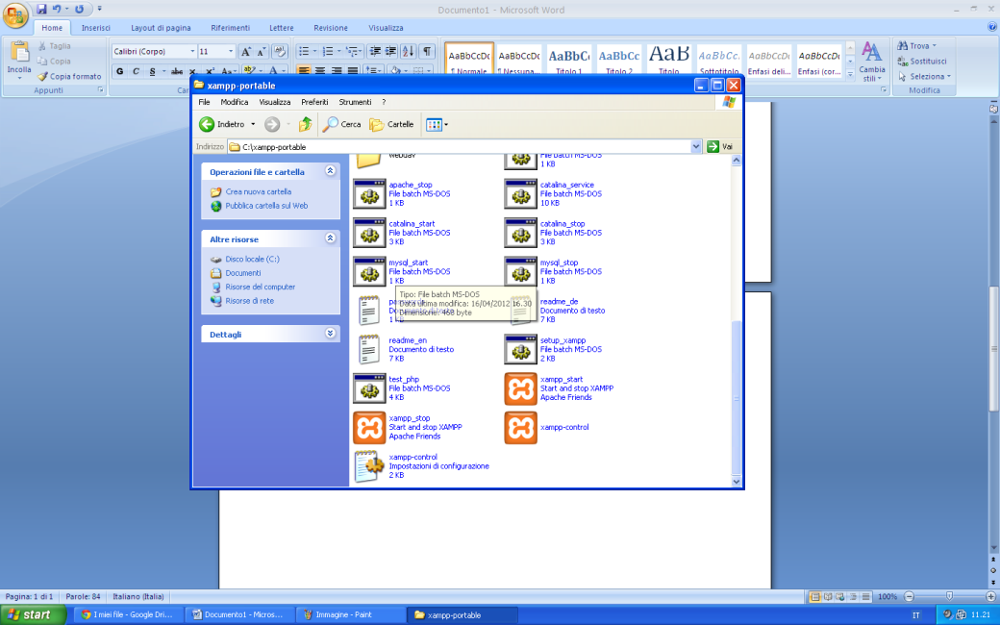 Documento1 - Microsoft Word
Home Inserisci Layout di pagina Riferimenti Lettere Revisione Visualizza
Incolla
Taglia
Copia
Copia formato
Appunti
Calibri (Corpo) 11
G C S abc
AaBbCcDc AaBbCcDc AaBbC AaBbCc AaB AaBbCc. AaBbCcDc AaBbCcDc
¶ Normale ¶ Nessuna... Titolo 1 Titolo 2 Titolo Sottotitolo Enfasi deli... Enfasi (cor...
Cambia
stili
Trova
Sostituisci
Seleziona
Modifica
xampp-portable
File Modifica Visualizza Preferiti Strumenti ?
Indietro Cerca Cartelle
Indirizzo C:\xampp-portable Vai
Operazioni file e cartella
Crea nuova cartella
Pubblica cartella sul Web
Altre risorse
Disco locale (C:)
Documenti
Risorse del computer
Risorse di rete
Dettagli
webdav
File batch MS-DOS
1 KB
apache_stop
File batch MS-DOS
1 KB
catalina_service
File batch MS-DOS
10 KB
catalina_start
File batch MS-DOS
3 KB
catalina_stop
File batch MS-DOS
3 KB
mysql_start
File batch MS-DOS
1 KB
mysql_stop
File batch MS-DOS
1 KB
Tipo: File batch MS-DOS
Data ultima modifica: 16/04/2012 16.30
Dimensione: 468 byte
readme_de
Documento di testo
7 KB
readme_en
Documento di testo
7 KB
setup_xampp
File batch MS-DOS
2 KB
test_php
File batch MS-DOS
4 KB
xampp_start
Start and stop XAMPP
Apache Friends
xampp_stop
Start and stop XAMPP
Apache Friends
xampp-control
xampp-control
Impostazioni di configurazione
2 KB
Pagina: 1 di 1 Parole: 84 Italiano (Italia) 100%
start I miei file - Google Dri... Documento1 - Micros... Immagine - Paint xampp-portable IT 11.21